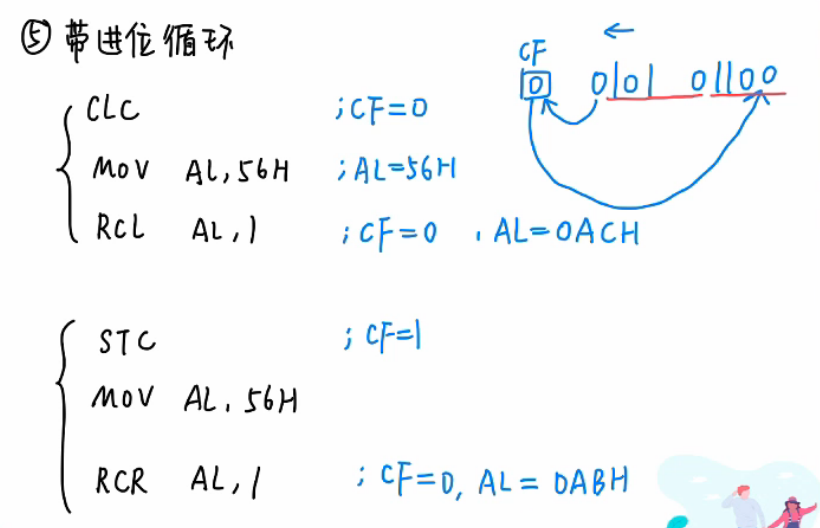 ⑤ 带进位循环
CF
←
0 0101 01100
CLC ;CF=0
MOV AL,56H ;AL=56H
RCL AL,1 ;CF=0 ,AL=0ACH
STC ;CF=1
MOV AL,56H
RCR AL,1 ;CF=0, AL=0ABH